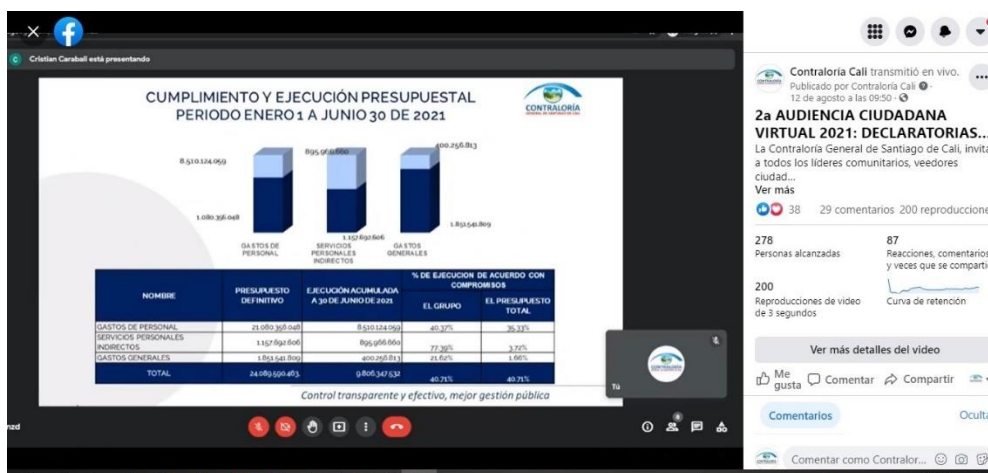 Cristian Carabali está presentando
CUMPLIMIENTO Y EJECUCIÓN PRESUPUESTAL
PERIODO ENERO 1 A JUNIO 30 DE 2021
CONTRALORÍA
8.510.124.059
895.966.660
400.256.813
1.080.356.048
1.157.692.606
1.851.541.809
GASTOS DE PERSONAL
SERVICIOS PERSONALES INDIRECTOS
GASTOS GENERALES
NOMBRE PRESUPUESTO DEFINITIVO EJECUCIÓN ACUMULADA A 30 DE JUNIO DE 2021 % DE EJECUCION DE ACUERDO CON COMPROMISOS
EL GRUPO EL PRESUPUESTO TOTAL
GASTOS DE PERSONAL 21.080.356.048 8.510.124.059 40.37% 35.33%
SERVICIOS PERSONALES INDIRECTOS 1.157.692.606 895.966.660 77.39% 3.72%
GASTOS GENERALES 1.851.541.809 400.256.813 21.62% 1.66%
TOTAL 24.089.590.463 9.806.347.532 40.71% 40.71%
Control transparente y efectivo, mejor gestión pública
Tú
nzd
Contraloría Cali transmitió en vivo.
Publicado por Contraloría Cali
12 de agosto a las 09:50
2a AUDIENCIA CIUDADANA
VIRTUAL 2021: DECLARATORIAS...
La Contraloría General de Santiago de Cali, invita
a todos los líderes comunitarios, veedores
ciudad...
Ver más
38 29 comentarios 200 reproduccione
278
Personas alcanzadas
87
Reacciones, comentarios
y veces que se comparti
200
Reproducciones de video
de 3 segundos
Curva de retención
Ver más detalles del video
Me gusta Comentar Compartir
Comentarios Oculta
Comentar como Contralor...